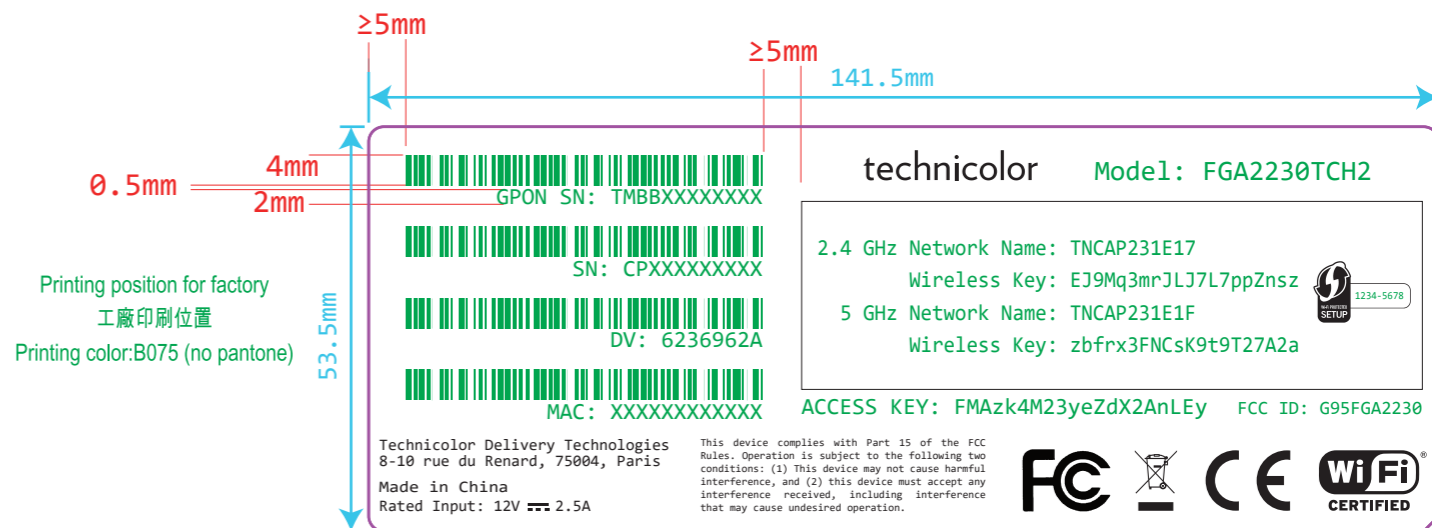 ≥5mm
≥5mm
141.5mm
4mm
0.5mm
2mm
53.5mm
Printing position for factory
工廠印刷位置
Printing color:B075 (no pantone)
GPON SN: TMBBXXXXXXXX
SN: CPXXXXXXXXX
DV: 6236962A
MAC: XXXXXXXXXXXX
technicolor
Model: FGA2230TCH2
2.4 GHz Network Name: TNCAP231E17
Wireless Key: EJ9Mq3mrJLJ7L7ppZnsz
5 GHz Network Name: TNCAP231E1F
Wireless Key: zbfrx3FNCsK9t9T27A2a
Wi-Fi PROTECTED
SETUP
1234-5678
ACCESS KEY: FMAzk4M23yeZdX2AnLEy
FCC ID: G95FGA2230
Technicolor Delivery Technologies
8-10 rue du Renard, 75004, Paris
Made in China
Rated Input: 12V ⎓ 2.5A
This device complies with Part 15 of the FCC
Rules. Operation is subject to the following two
conditions: (1) This device may not cause harmful
interference, and (2) this device must accept any
interference received, including interference
that may cause undesired operation.
FC
CE
Wi Fi®
CERTIFIED